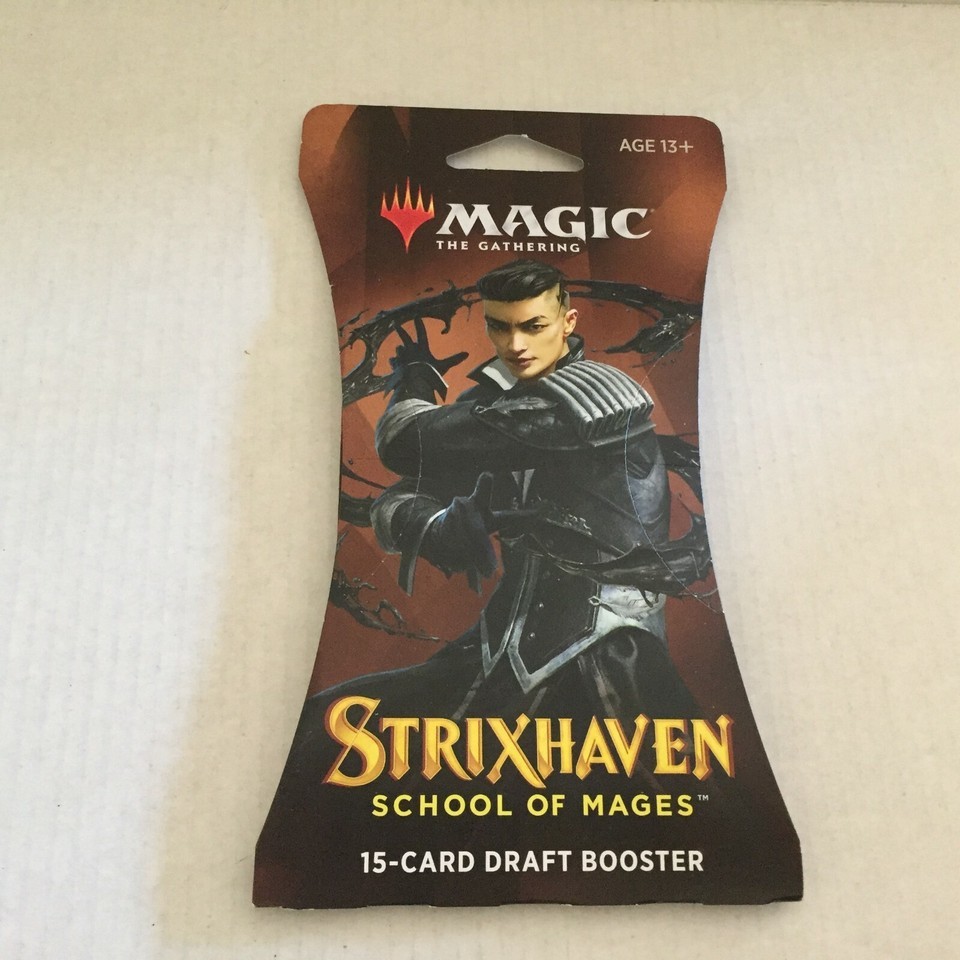 AGE 13+
MAGIC
THE GATHERING
STRIXHAVEN
SCHOOL OF MAGES™
15-CARD DRAFT BOOSTER